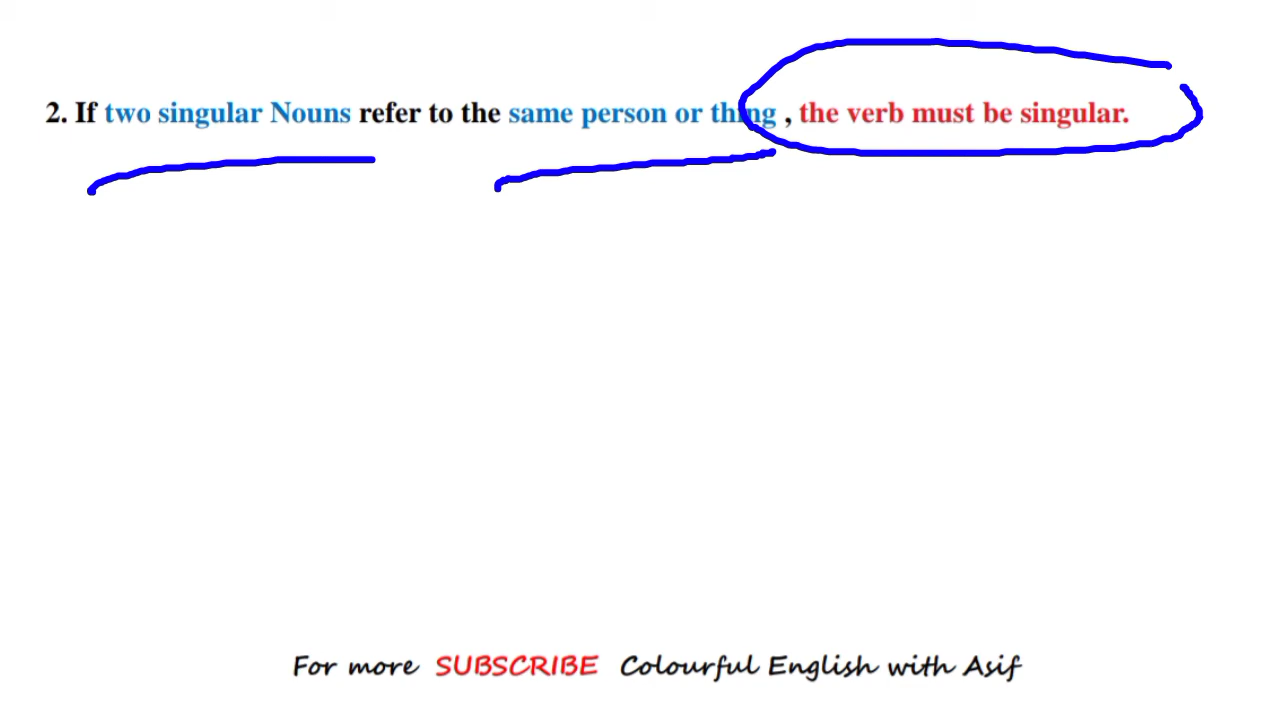 2. If two singular Nouns refer to the same person or thing , the verb must be singular.
For more SUBSCRIBE Colourful English with Asif